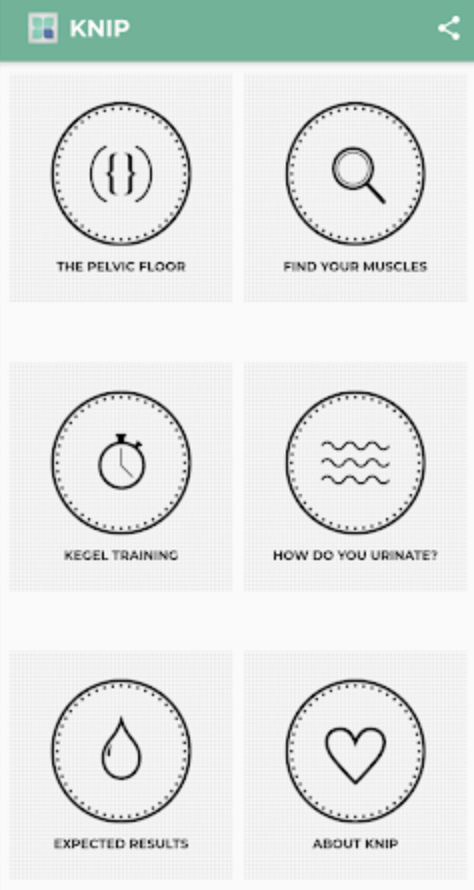 KNIP
THE PELVIC FLOOR
FIND YOUR MUSCLES
KEGEL TRAINING
HOW DO YOU URINATE?
EXPECTED RESULTS
ABOUT KNIP